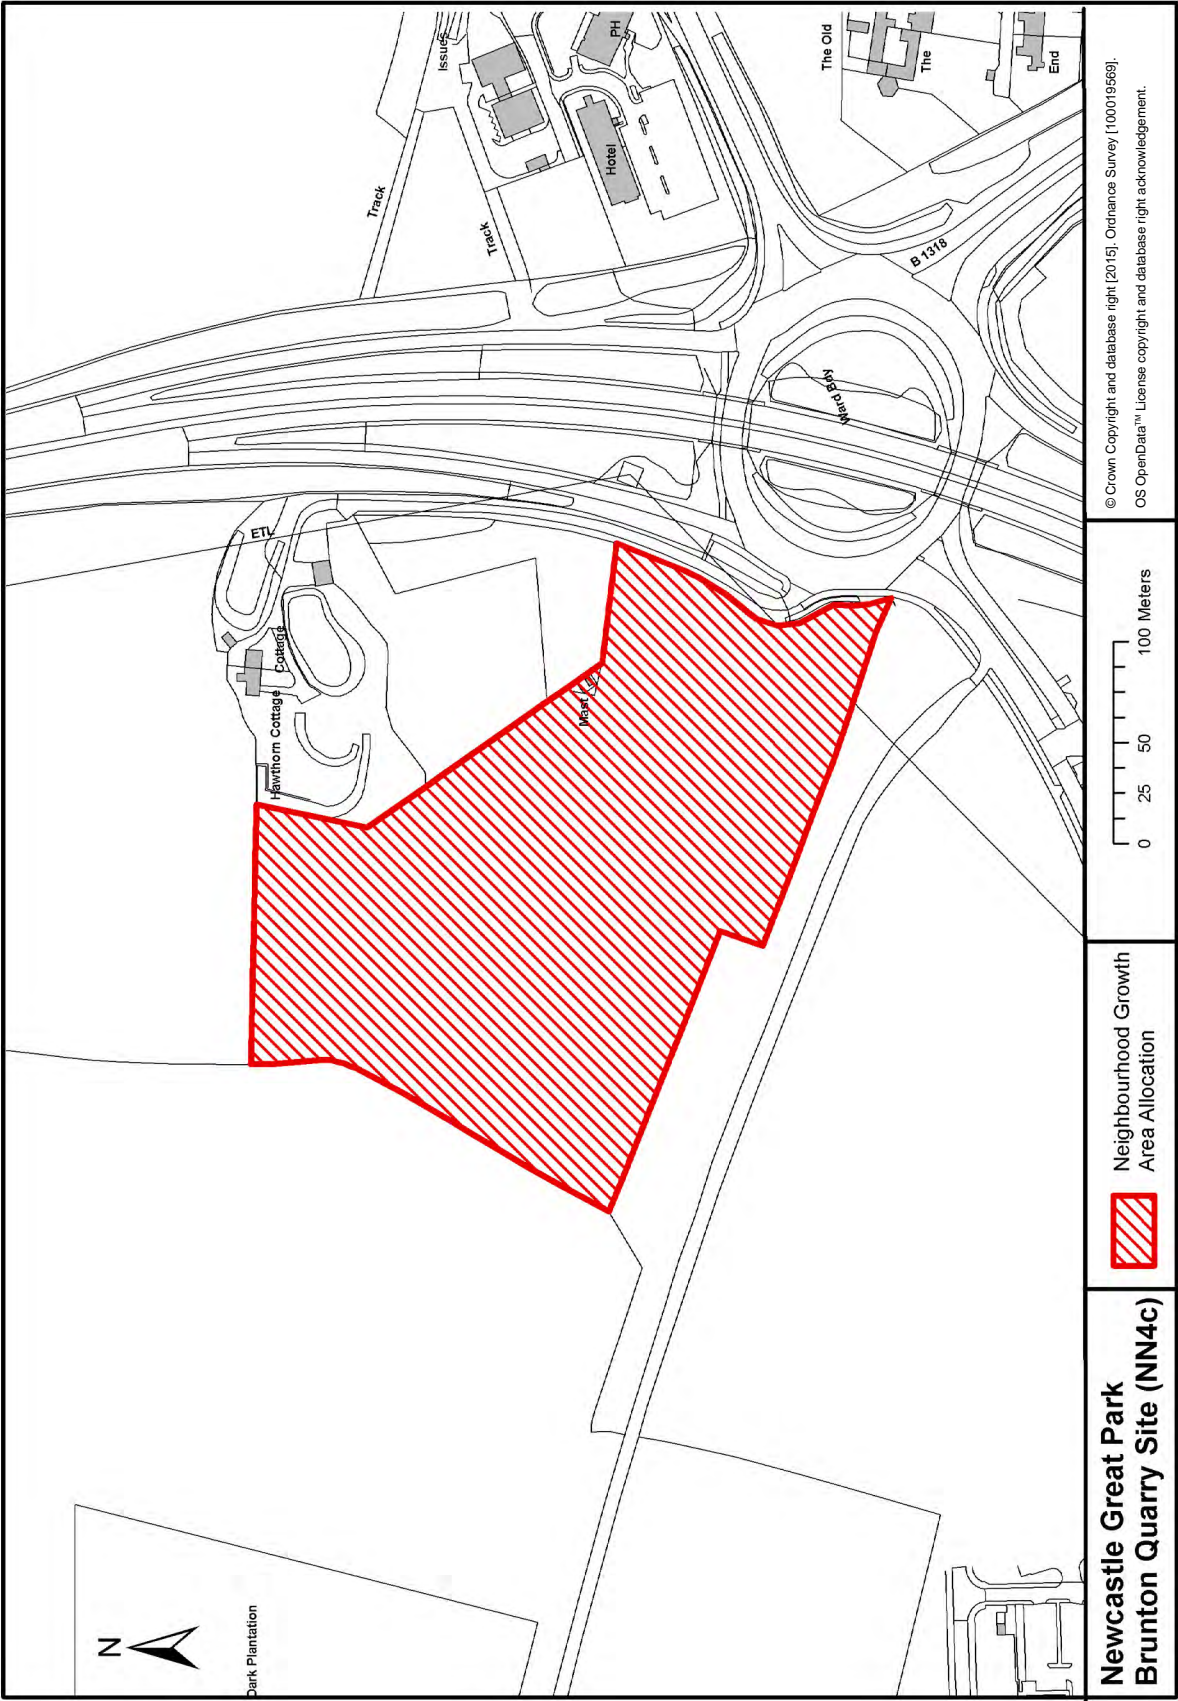 N
Dark Plantation
Hawthorn Cottage
Cottage
ETL
Mast
Track
Track
Issues
Hotel
PH
Ward Bdy
B 1318
The Old
The
End
Newcastle Great Park
Brunton Quarry Site (NN4c)
Neighbourhood Growth
Area Allocation
0 25 50 100 Meters
© Crown Copyright and database right [2015]. Ordnance Survey [100019569].
OS OpenData™ License copyright and database right acknowledgement.